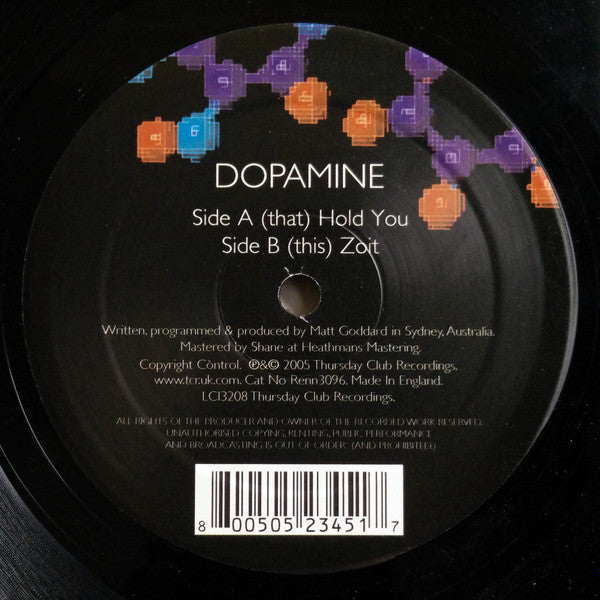 DOPAMINE
Side A (that) Hold You
Side B (this) Zoit
Written, programmed & produced by Matt Goddard in Sydney, Australia.
Mastered by Shane at Heathmans Mastering.
Copyright Còntrol. ℗&© 2005 Thursday Club Recordings.
www.tcr.uk.com. Cat No Renn3096. Made In England.
LC13208 Thursday Club Recordings.
ALL RIGHTS OF THE PRODUCER AND OWNER OF THE RECORDED WORK RESERVED.
UNAUTHORISED COPYING, RENTING, PUBLIC PERFORMANCE
AND BROADCASTING IS OUT OF ORDER. (AND PROHIBITED.)
8 00505 23451 7